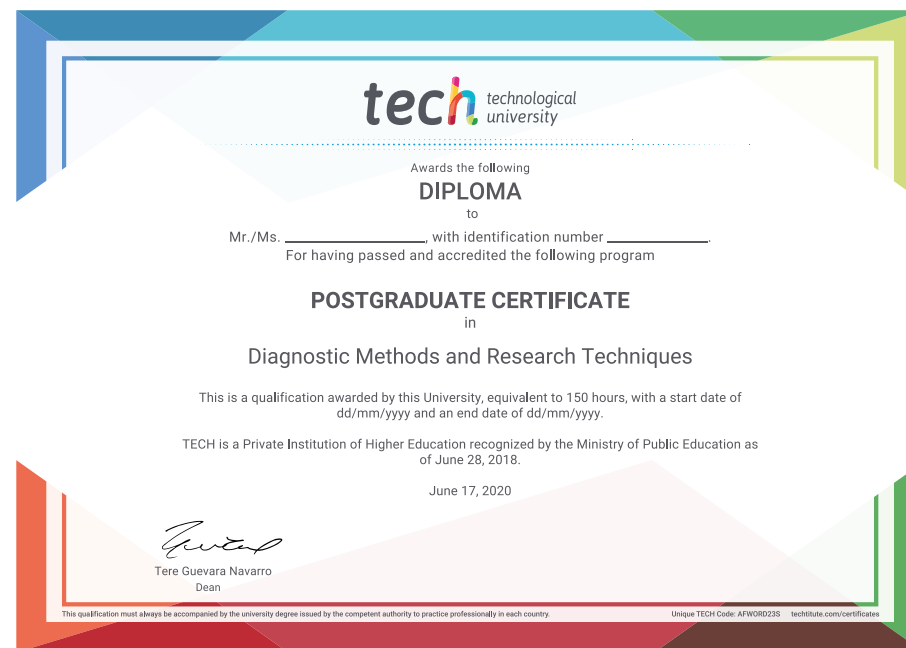 tech technological
university
Awards the following
DIPLOMA
to
Mr./Ms. ____________________, with identification number ______________.
For having passed and accredited the following program
POSTGRADUATE CERTIFICATE
in
Diagnostic Methods and Research Techniques
This is a qualification awarded by this University, equivalent to 150 hours, with a start date of
dd/mm/yyyy and an end date of dd/mm/yyyy.
TECH is a Private Institution of Higher Education recognized by the Ministry of Public Education as
of June 28, 2018.
June 17, 2020
Tere Guevara Navarro
Dean
This qualification must always be accompanied by the university degree issued by the competent authority to practice professionally in each country. Unique TECH Code: AFWORD23S techtitute.com/certificates